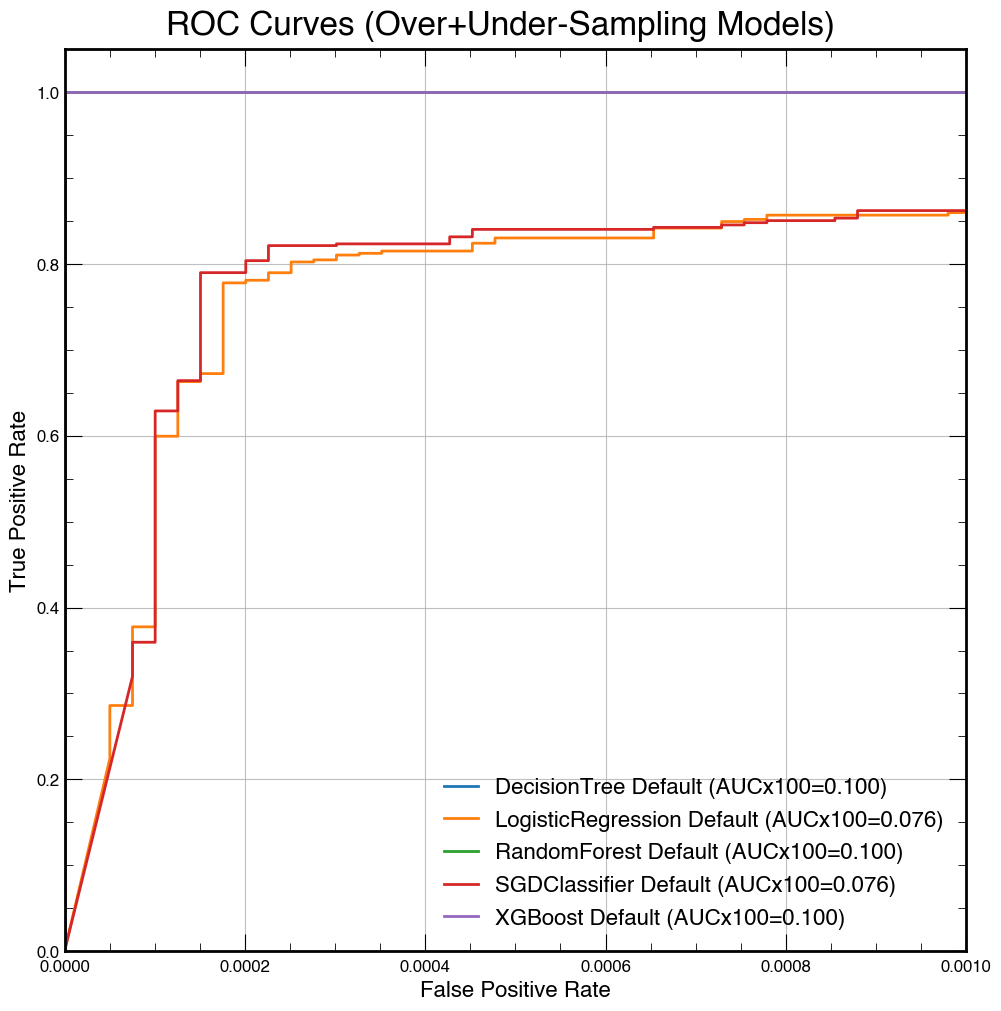 ROC Curves (Over+Under-Sampling Models)
True Positive Rate
1.0
0.8
0.6
0.4
0.2
0.0
DecisionTree Default (AUCx100=0.100)
LogisticRegression Default (AUCx100=0.076)
RandomForest Default (AUCx100=0.100)
SGDClassifier Default (AUCx100=0.076)
XGBoost Default (AUCx100=0.100)
0.0000 0.0002 0.0004 0.0006 0.0008 0.0010
False Positive Rate